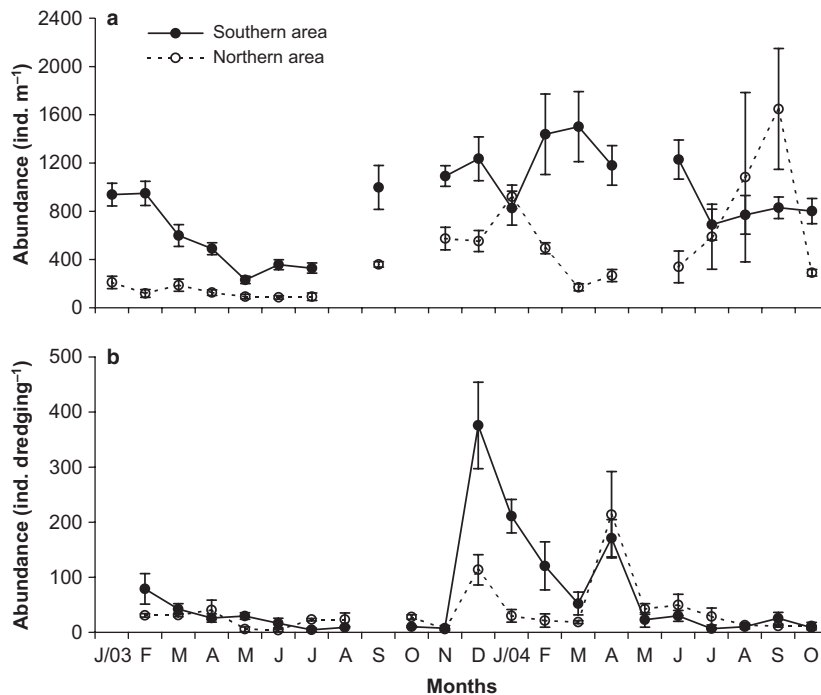 a
Southern area
Northern area
Abundance (ind. m⁻¹)
2400
2000
1600
1200
800
400
0
b
Abundance (ind. dredging⁻¹)
500
400
300
200
100
0
J/03 F M A M J J A S O N D J/04 F M A M J J A S O
Months